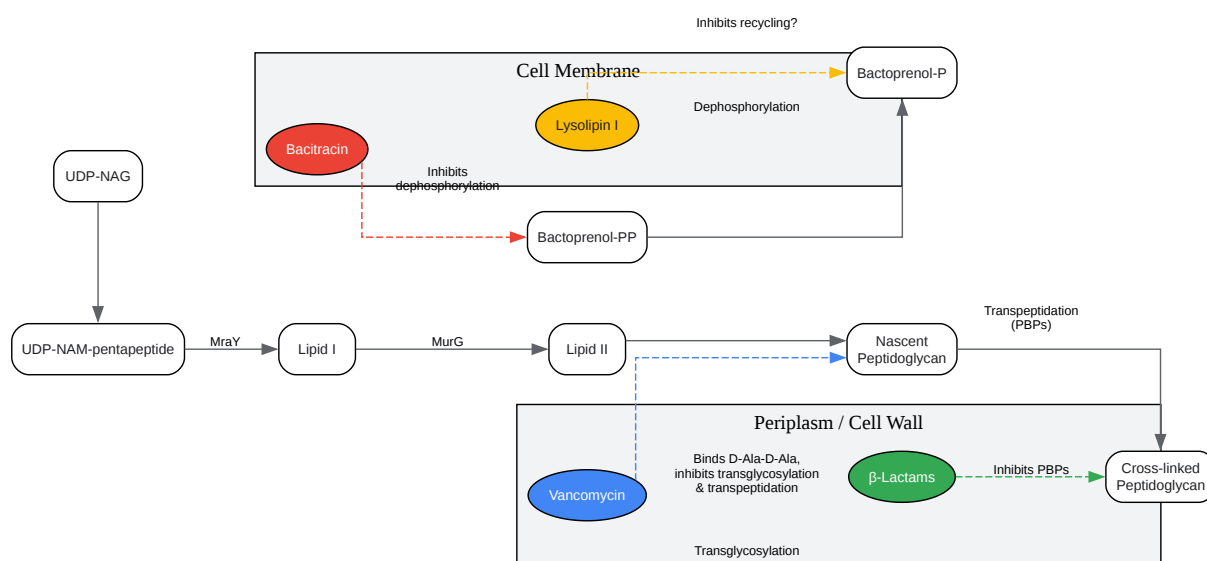 Inhibits recycling?
Cell Membrane
Bactoprenol-P
Dephosphorylation
Lysolipin I
Bacitracin
Inhibits
dephosphorylation
UDP-NAG
Bactoprenol-PP
Transpeptidation
(PBPs)
UDP-NAM-pentapeptide
MraY
Lipid I
MurG
Lipid II
Nascent
Peptidoglycan
Periplasm / Cell Wall
Binds D-Ala-D-Ala,
inhibits transglycosylation
& transpeptidation
Vancomycin
β-Lactams
Inhibits PBPs
Cross-linked
Peptidoglycan
Transglycosylation